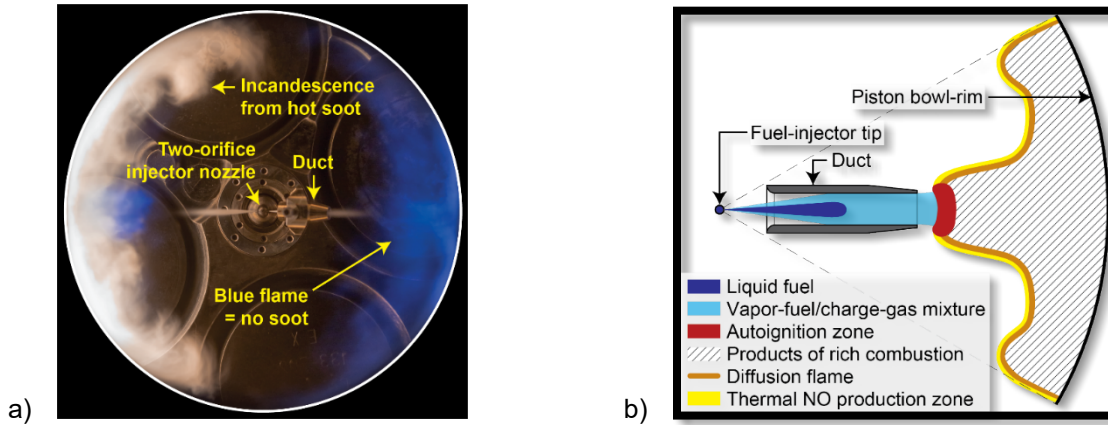 Incandescence
from hot soot
Two-orifice
injector nozzle
Duct
Blue flame
= no soot
a)
Piston bowl-rim
Fuel-injector tip
Duct
Liquid fuel
Vapor-fuel/charge-gas mixture
Autoignition zone
Products of rich combustion
Diffusion flame
Thermal NO production zone
b)